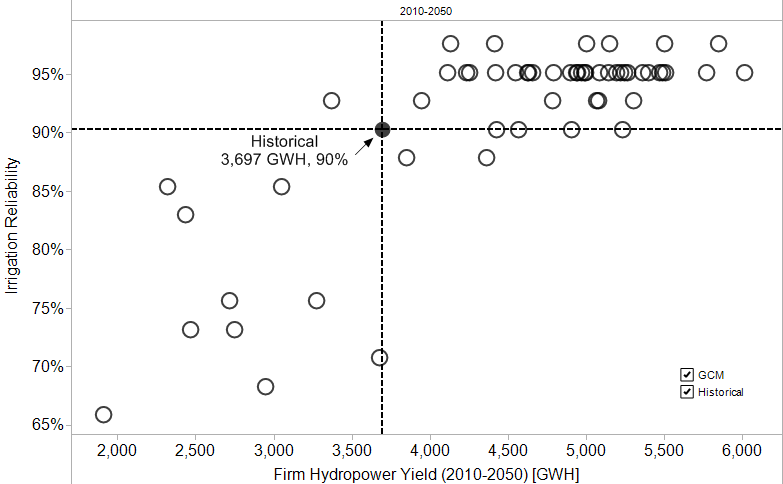 2010-2050
95%
90%
85%
80%
75%
70%
65%
Irrigation Reliability
Historical
3,697 GWH, 90%
GCM
Historical
2,000 2,500 3,000 3,500 4,000 4,500 5,000 5,500 6,000
Firm Hydropower Yield (2010-2050) [GWH]